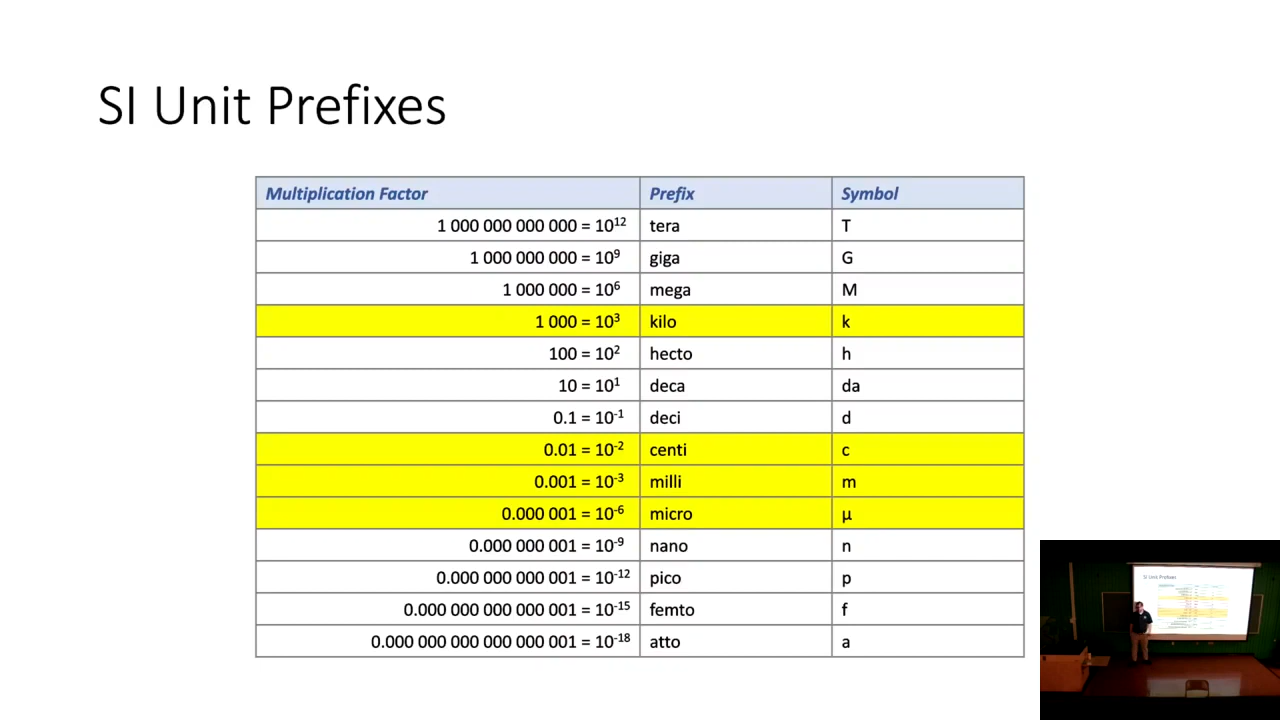 SI Unit Prefixes
Multiplication Factor Prefix Symbol
1 000 000 000 000 = 10¹² tera T
1 000 000 000 = 10⁹ giga G
1 000 000 = 10⁶ mega M
1 000 = 10³ kilo k
100 = 10² hecto h
10 = 10¹ deca da
0.1 = 10⁻¹ deci d
0.01 = 10⁻² centi c
0.001 = 10⁻³ milli m
0.000 001 = 10⁻⁶ micro µ
0.000 000 001 = 10⁻⁹ nano n
0.000 000 000 001 = 10⁻¹² pico p
0.000 000 000 000 001 = 10⁻¹⁵ femto f
0.000 000 000 000 000 001 = 10⁻¹⁸ atto a
SI Unit Prefixes